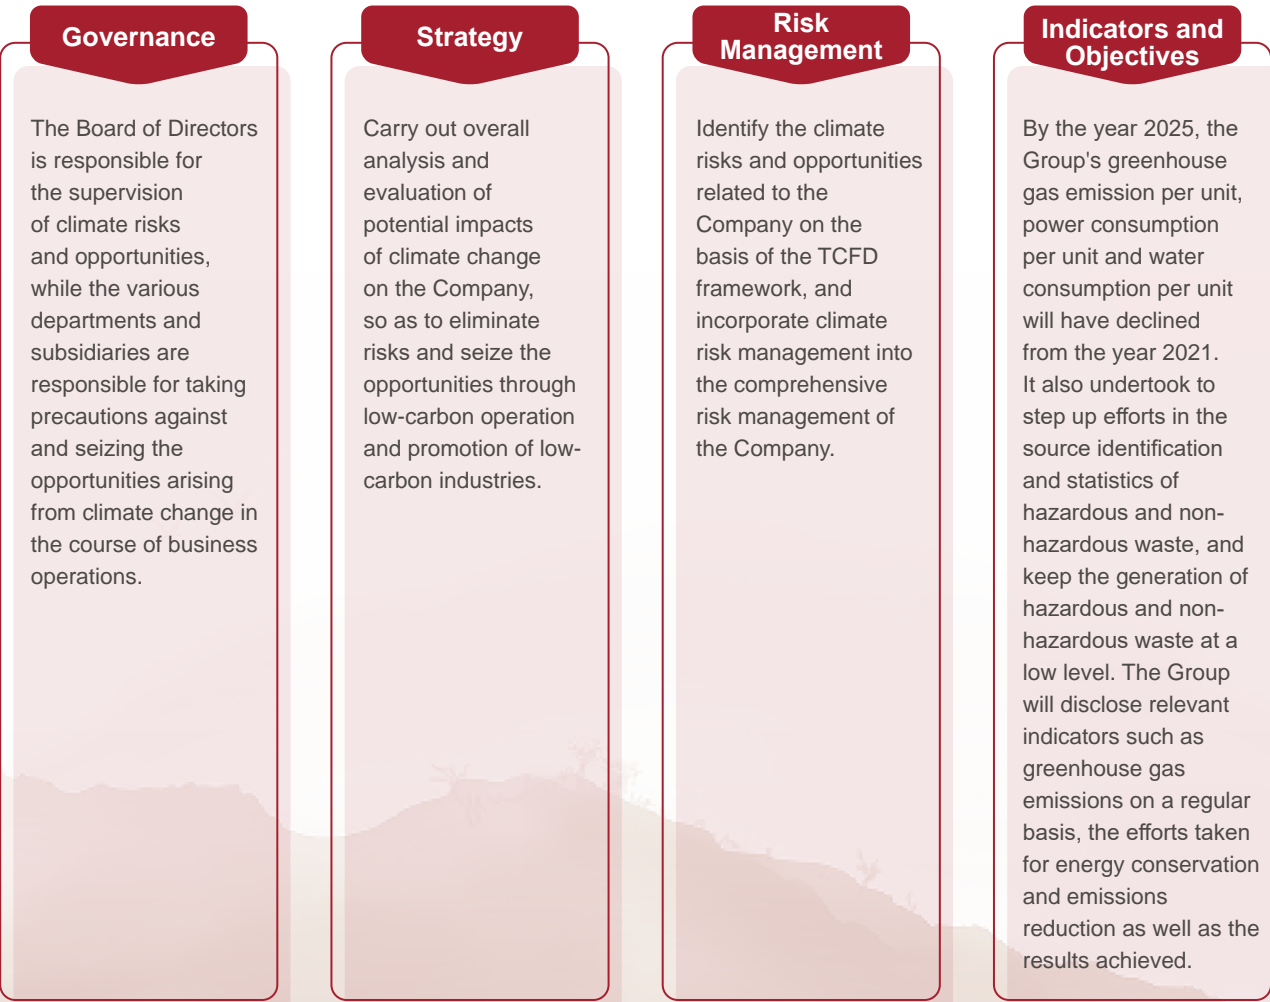 Governance
The Board of Directors
is responsible for
the supervision
of climate risks
and opportunities,
while the various
departments and
subsidiaries are
responsible for taking
precautions against
and seizing the
opportunities arising
from climate change in
the course of business
operations.
Strategy
Carry out overall
analysis and
evaluation of
potential impacts
of climate change
on the Company,
so as to eliminate
risks and seize the
opportunities through
low-carbon operation
and promotion of low-
carbon industries.
Risk
Management
Identify the climate
risks and opportunities
related to the
Company on the
basis of the TCFD
framework, and
incorporate climate
risk management into
the comprehensive
risk management of
the Company.
Indicators and
Objectives
By the year 2025, the
Group's greenhouse
gas emission per unit,
power consumption
per unit and water
consumption per unit
will have declined
from the year 2021.
It also undertook to
step up efforts in the
source identification
and statistics of
hazardous and non-
hazardous waste, and
keep the generation of
hazardous and non-
hazardous waste at a
low level. The Group
will disclose relevant
indicators such as
greenhouse gas
emissions on a regular
basis, the efforts taken
for energy conservation
and emissions
reduction as well as the
results achieved.